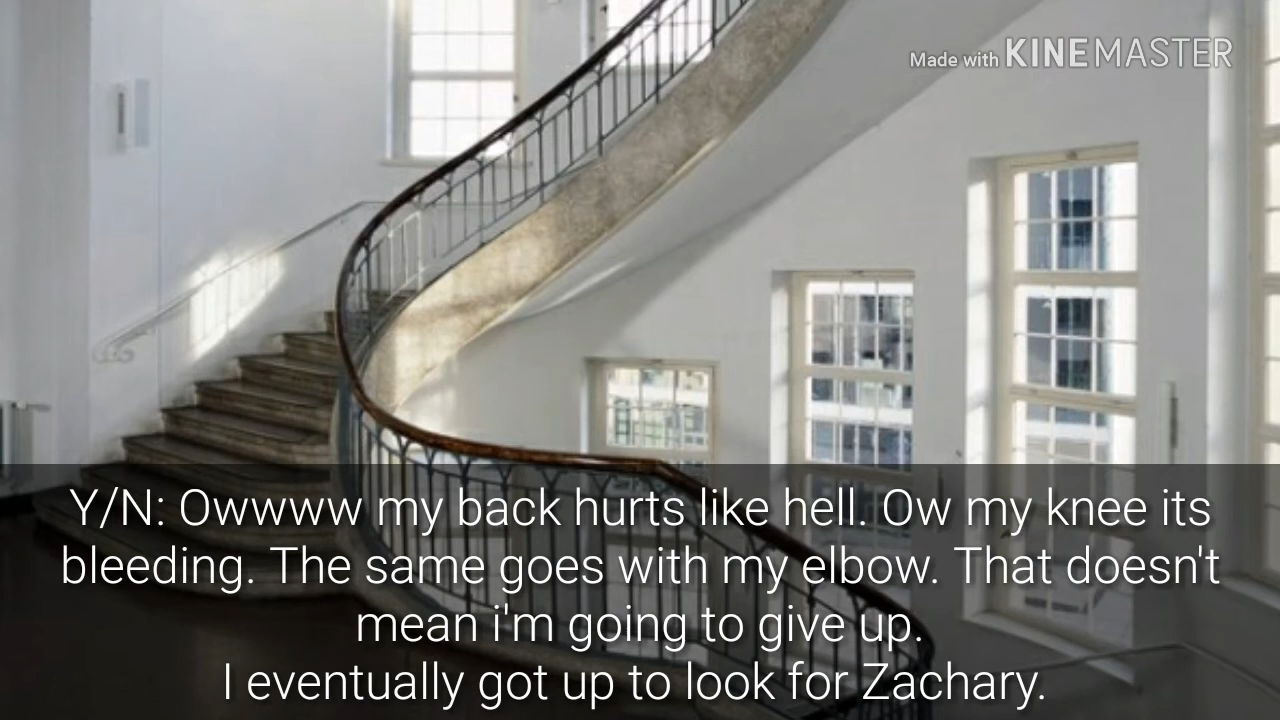 Made with KINEMASTER
Y/N: Owwww my back hurts like hell. Ow my knee its
bleeding. The same goes with my elbow. That doesn't
mean i'm going to give up.
I eventually got up to look for Zachary.